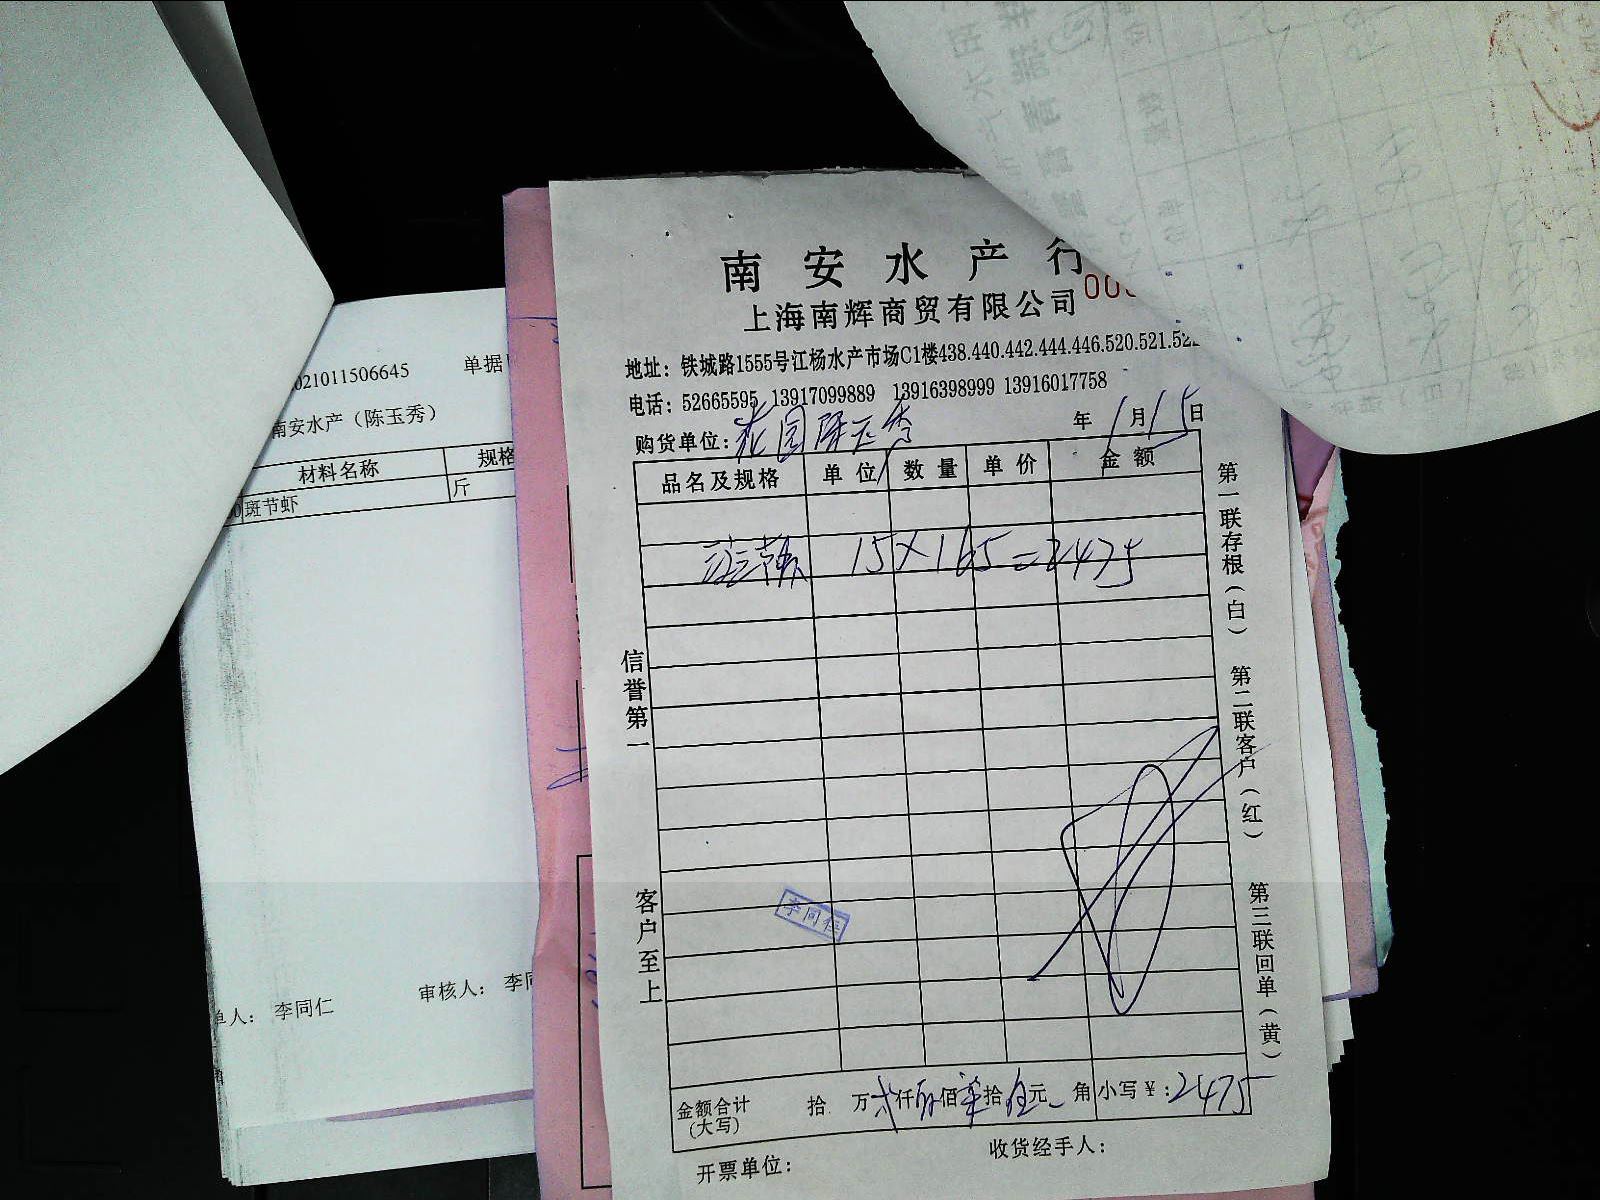 南安水产行
上海南辉商贸有限公司
地址：铁城路1555号江杨水产市场C1楼438.440.442.444.446.520.521.52
电话：52665595 13917099889 13916398999 13916017758
购货单位：花园陈玉秀 年1月15日
品名及规格 单位 数量 单价 金额
斑节虾 15×165=2475
金额合计(大写) 拾 万贰仟肆佰柒拾伍元 角 小写￥：2475
开票单位：
收货经手人：
信誉第一
客户至上
第一联存根（白） 第二联客户（红） 第三联回单（黄）
李同仁
00
021011506645 单据
南安水产（陈玉秀）
材料名称 规格
斑节虾 斤
单人：李同仁 审核人：李同